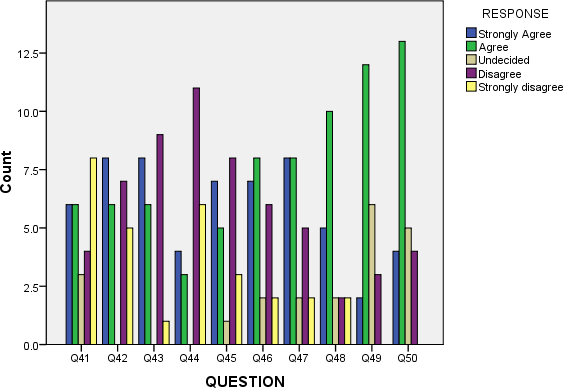 RESPONSE
Strongly Agree
Agree
Undecided
Disagree
Strongly disagree
Count
12.5
10.0
7.5
5.0
2.5
0.0
Q41 Q42 Q43 Q44 Q45 Q46 Q47 Q48 Q49 Q50
QUESTION